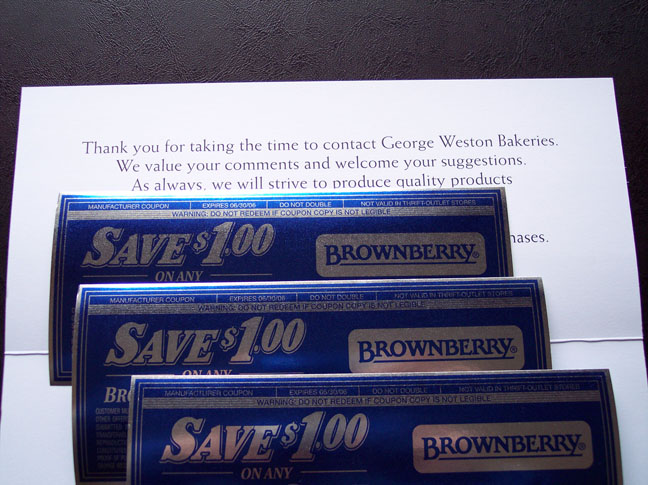 Thank you for taking the time to contact George Weston Bakeries.
We value your comments and welcome your suggestions.
As always, we will strive to produce quality products
MANUFACTURER COUPON EXPIRES 06/30/06 DO NOT DOUBLE NOT VALID IN THRIFT-OUTLET STORES
WARNING: DO NOT REDEEM IF COUPON COPY IS NOT LEGIBLE
SAVE $1.00
ON ANY
BROWNBERRY®
MANUFACTURER COUPON EXPIRES 06/30/06 DO NOT DOUBLE NOT VALID IN THRIFT-OUTLET STORES
WARNING: DO NOT REDEEM IF COUPON COPY IS NOT LEGIBLE
SAVE $1.00
BROWNBERRY®
MANUFACTURER COUPON EXPIRES 05/30/06 DO NOT DOUBLE NOT VALID IN THRIFT-OUTLET STORES
WARNING: DO NOT REDEEM IF COUPON COPY IS NOT LEGIBLE
SAVE $1.00
ON ANY
BROWNBERRY®